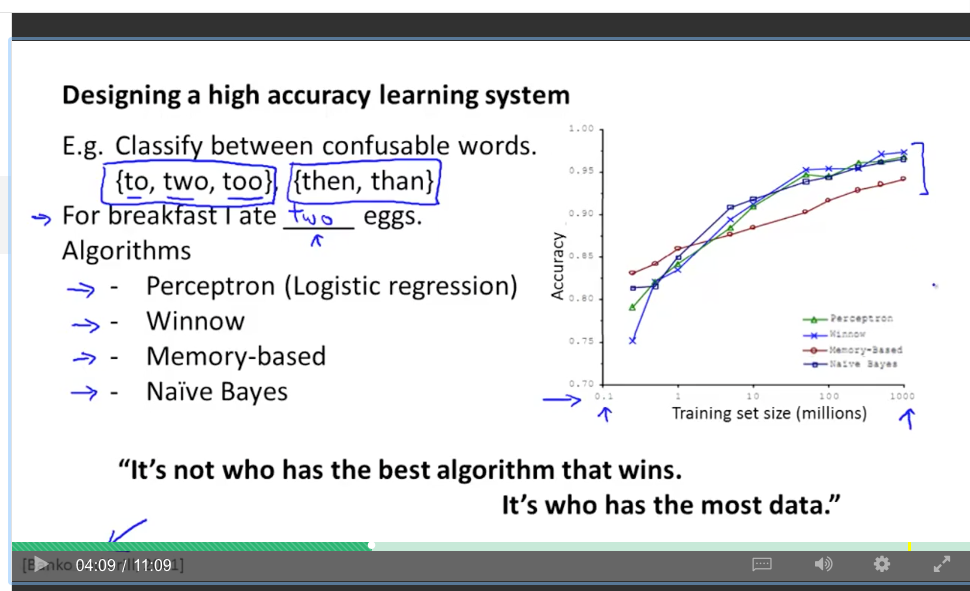 Designing a high accuracy learning system
E.g. Classify between confusable words.
{to, two, too}, {then, than}
For breakfast I ate two eggs.
Algorithms
- Perceptron (Logistic regression)
- Winnow
- Memory-based
- Naïve Bayes
1.00
0.95
0.90
0.85
0.80
0.75
0.70
Accuracy
Perceptron
Winnow
Memory-Based
Naïve Bayes
0.1 1 10 100 1000
Training set size (millions)
“It’s not who has the best algorithm that wins.
It’s who has the most data.”
04:09 / 11:09